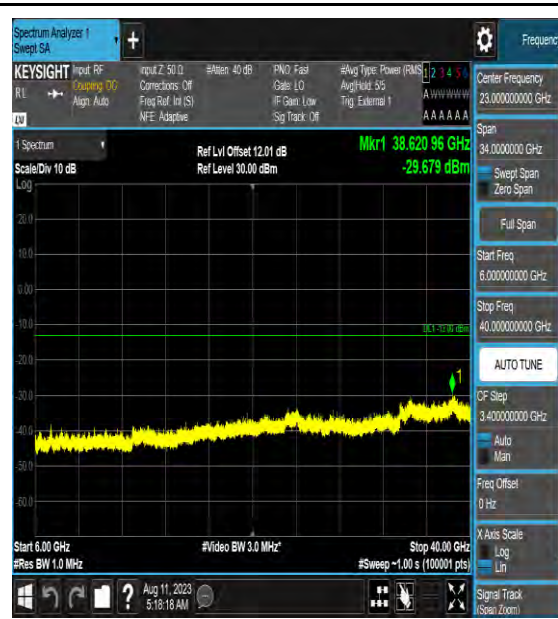 Spectrum Analyzer 1
Swept SA
+
Frequenc
KEYSIGHT
RL
LW
Input: RF
Coupling: DC
Align: Auto
Input Z: 50 Ω
Corrections: Off
Freq Ref: Int (S)
NFE: Adaptive
#Atten: 40 dB
PNO: Fast
Gate: LO
IF Gain: Low
Sig Track: Off
#Avg Type: Power (RMS
Avg|Hold: 5/5
Trig: External 1
1 2 3 4 5 6
A W W W W W
A A A A A A
1 Spectrum
Scale/Div 10 dB
Log
Ref Lvl Offset 12.01 dB
Ref Level 30.00 dBm
Mkr1 38.620 96 GHz
-29.679 dBm
20.0
10.0
0.00
-10.0
DL1 -13.00 dBm
-20.0
1
-30.0
-40.0
-50.0
-60.0
Start 6.00 GHz
#Res BW 1.0 MHz
#Video BW 3.0 MHz*
Stop 40.00 GHz
#Sweep ~1.00 s (100001 pts)
Center Frequency
23.000000000 GHz
Span
34.0000000 GHz
Swept Span
Zero Span
Full Span
Start Freq
6.000000000 GHz
Stop Freq
40.000000000 GHz
AUTO TUNE
CF Step
3.400000000 GHz
Auto
Man
Freq Offset
0 Hz
X Axis Scale
Log
Lin
Signal Track
(Span Zoom)
?
Aug 11, 2023
5:18:18 AM